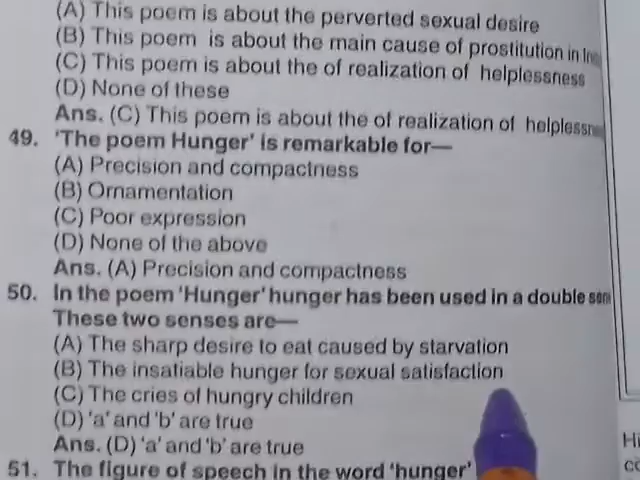 (A) This poem is about the perverted sexual desire
(B) This poem is about the main cause of prostitution in
(C) This poem is about the of realization of helplessness
(D) None of these
Ans. (C) This poem is about the of realization of
49. 'The poem Hunger' is remarkable for—
(A) Precision and compactness
(B) Ornamentation
(C) Poor expression
(D) None of the above
Ans. (A) Precision and compactness
50. In the poem 'Hunger' hunger has been used in a double
These two senses are—
(A) The sharp desire to eat caused by starvation
(B) The insatiable hunger for sexual satisfaction
(C) The cries of hungry children
(D) 'a' and 'b' are true
Ans. (D) 'a' and 'b' are true
51. The figure of speech in the word 'hunger'